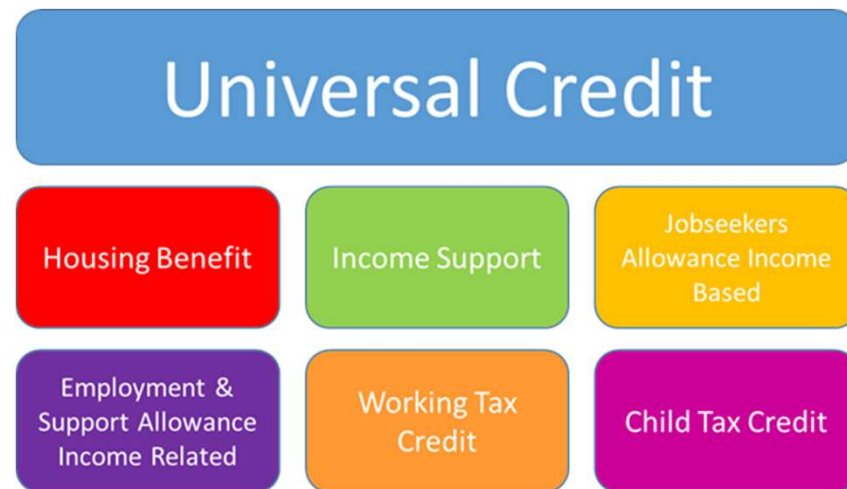 Universal Credit
Housing Benefit
Income Support
Jobseekers
Allowance Income
Based
Employment &
Support Allowance
Income Related
Working Tax
Credit
Child Tax Credit